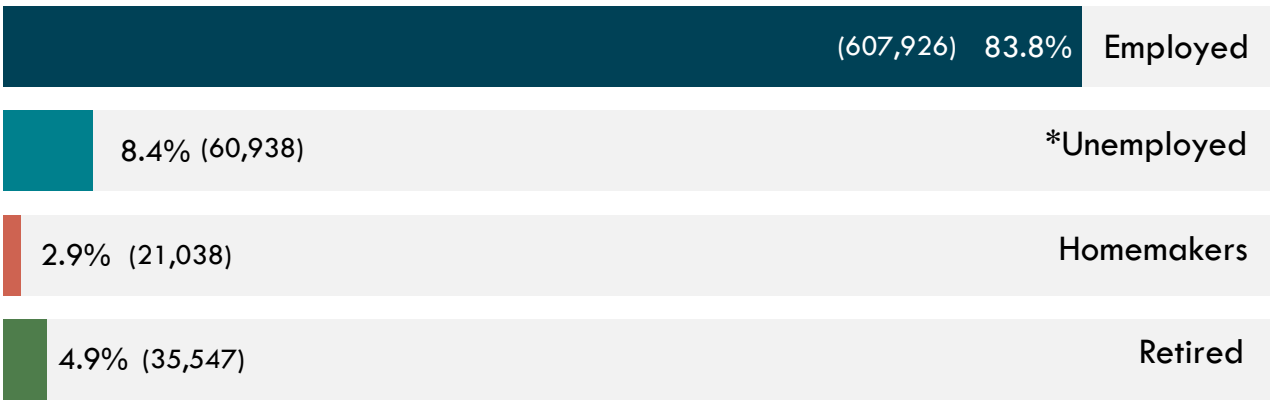 (607,926) 83.8% Employed
8.4% (60,938) *Unemployed
2.9% (21,038) Homemakers
4.9% (35,547) Retired